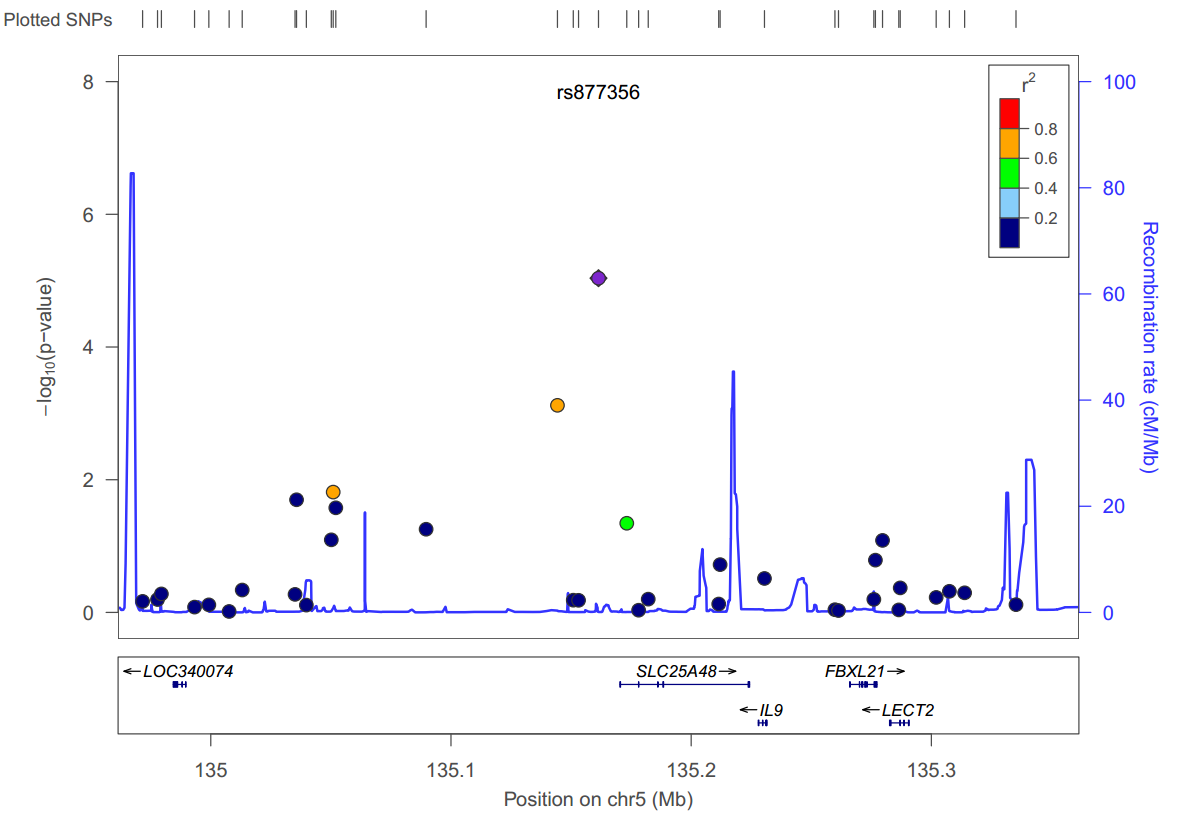 Plotted SNPs
rs877356
r2
0.8
0.6
0.4
0.2
8
6
4
2
0
100
80
60
40
20
0
−log10(p−value)
Recombination rate (cM/Mb)
←LOC340074
SLC25A48→
FBXL21→
←IL9
←LECT2
135
135.1
135.2
135.3
Position on chr5 (Mb)